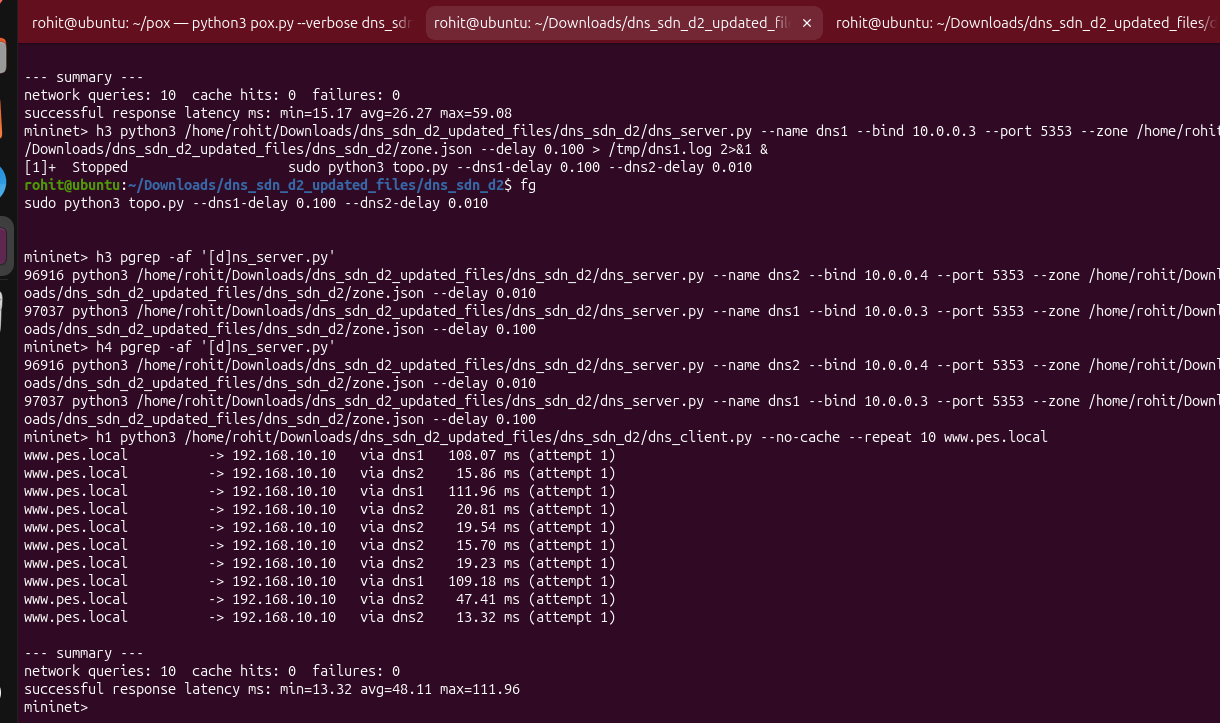 rohit@ubuntu: ~/pox — python3 pox.py --verbose dns_sdn
rohit@ubuntu: ~/Downloads/dns_sdn_d2_updated_fil
rohit@ubuntu: ~/Downloads/dns_sdn_d2_updated_files/
--- summary ---
network queries: 10  cache hits: 0  failures: 0
successful response latency ms: min=15.17 avg=26.27 max=59.08
mininet> h3 python3 /home/rohit/Downloads/dns_sdn_d2_updated_files/dns_sdn_d2/dns_server.py --name dns1 --bind 10.0.0.3 --port 5353 --zone /home/rohit
/Downloads/dns_sdn_d2_updated_files/dns_sdn_d2/zone.json --delay 0.100 > /tmp/dns1.log 2>&1 &
[1]+  Stopped                    sudo python3 topo.py --dns1-delay 0.100 --dns2-delay 0.010
rohit@ubuntu:~/Downloads/dns_sdn_d2_updated_files/dns_sdn_d2$ fg
sudo python3 topo.py --dns1-delay 0.100 --dns2-delay 0.010
mininet> h3 pgrep -af '[d]ns_server.py'
96916 python3 /home/rohit/Downloads/dns_sdn_d2_updated_files/dns_sdn_d2/dns_server.py --name dns2 --bind 10.0.0.4 --port 5353 --zone /home/rohit/Downl
oads/dns_sdn_d2_updated_files/dns_sdn_d2/zone.json --delay 0.010
97037 python3 /home/rohit/Downloads/dns_sdn_d2_updated_files/dns_sdn_d2/dns_server.py --name dns1 --bind 10.0.0.3 --port 5353 --zone /home/rohit/Downl
oads/dns_sdn_d2_updated_files/dns_sdn_d2/zone.json --delay 0.100
mininet> h4 pgrep -af '[d]ns_server.py'
96916 python3 /home/rohit/Downloads/dns_sdn_d2_updated_files/dns_sdn_d2/dns_server.py --name dns2 --bind 10.0.0.4 --port 5353 --zone /home/rohit/Downl
oads/dns_sdn_d2_updated_files/dns_sdn_d2/zone.json --delay 0.010
97037 python3 /home/rohit/Downloads/dns_sdn_d2_updated_files/dns_sdn_d2/dns_server.py --name dns1 --bind 10.0.0.3 --port 5353 --zone /home/rohit/Downl
oads/dns_sdn_d2_updated_files/dns_sdn_d2/zone.json --delay 0.100
mininet> h1 python3 /home/rohit/Downloads/dns_sdn_d2_updated_files/dns_sdn_d2/dns_client.py --no-cache --repeat 10 www.pes.local
www.pes.local          -> 192.168.10.10   via dns1   108.07 ms (attempt 1)
www.pes.local          -> 192.168.10.10   via dns2    15.86 ms (attempt 1)
www.pes.local          -> 192.168.10.10   via dns1   111.96 ms (attempt 1)
www.pes.local          -> 192.168.10.10   via dns2    20.81 ms (attempt 1)
www.pes.local          -> 192.168.10.10   via dns2    19.54 ms (attempt 1)
www.pes.local          -> 192.168.10.10   via dns2    15.70 ms (attempt 1)
www.pes.local          -> 192.168.10.10   via dns2    19.23 ms (attempt 1)
www.pes.local          -> 192.168.10.10   via dns1   109.18 ms (attempt 1)
www.pes.local          -> 192.168.10.10   via dns2    47.41 ms (attempt 1)
www.pes.local          -> 192.168.10.10   via dns2    13.32 ms (attempt 1)
--- summary ---
network queries: 10  cache hits: 0  failures: 0
successful response latency ms: min=13.32 avg=48.11 max=111.96
mininet>